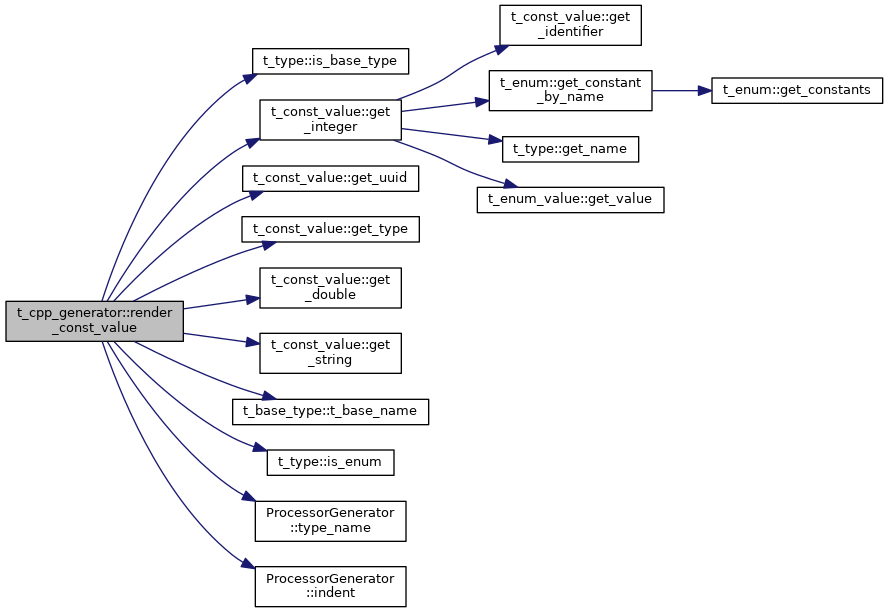 t_const_value::get
_identifier
t_type::is_base_type
t_enum::get_constant
_by_name
t_enum::get_constants
t_const_value::get
_integer
t_type::get_name
t_const_value::get_uuid
t_enum_value::get_value
t_const_value::get_type
t_const_value::get
_double
t_cpp_generator::render
_const_value
t_const_value::get
_string
t_base_type::t_base_name
t_type::is_enum
ProcessorGenerator
::type_name
ProcessorGenerator
::indent